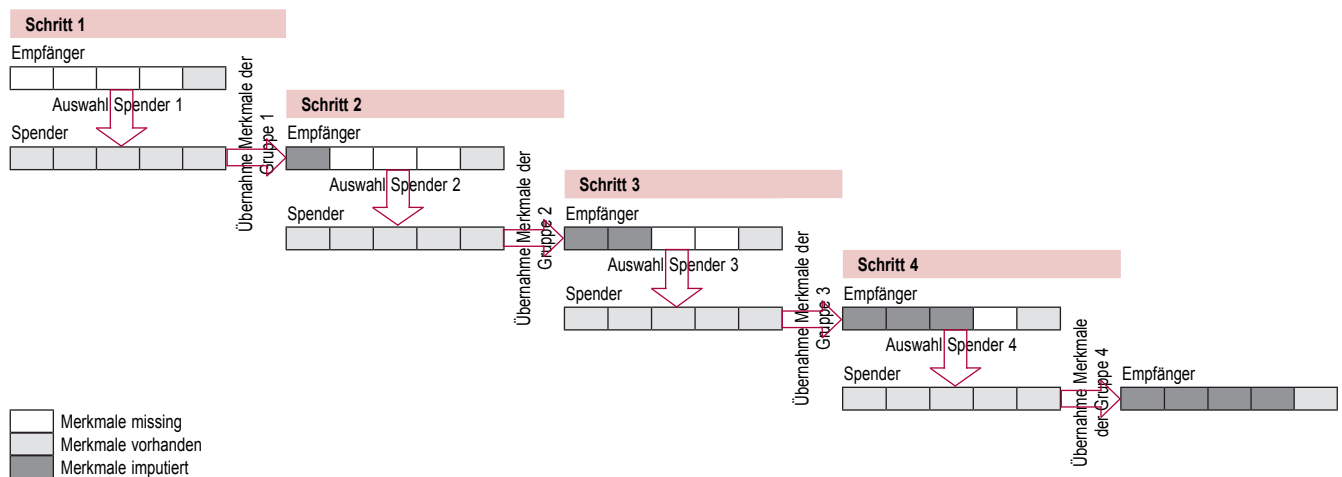 Schritt 1
Empfänger
Auswahl Spender 1
Spender
Übernahme Merkmale der
Gruppe 1
Schritt 2
Empfänger
Auswahl Spender 2
Spender
Übernahme Merkmale der
Gruppe 2
Schritt 3
Empfänger
Auswahl Spender 3
Spender
Übernahme Merkmale der
Gruppe 3
Schritt 4
Empfänger
Auswahl Spender 4
Spender
Übernahme Merkmale
der Gruppe 4
Empfänger
Merkmale missing
Merkmale vorhanden
Merkmale imputiert